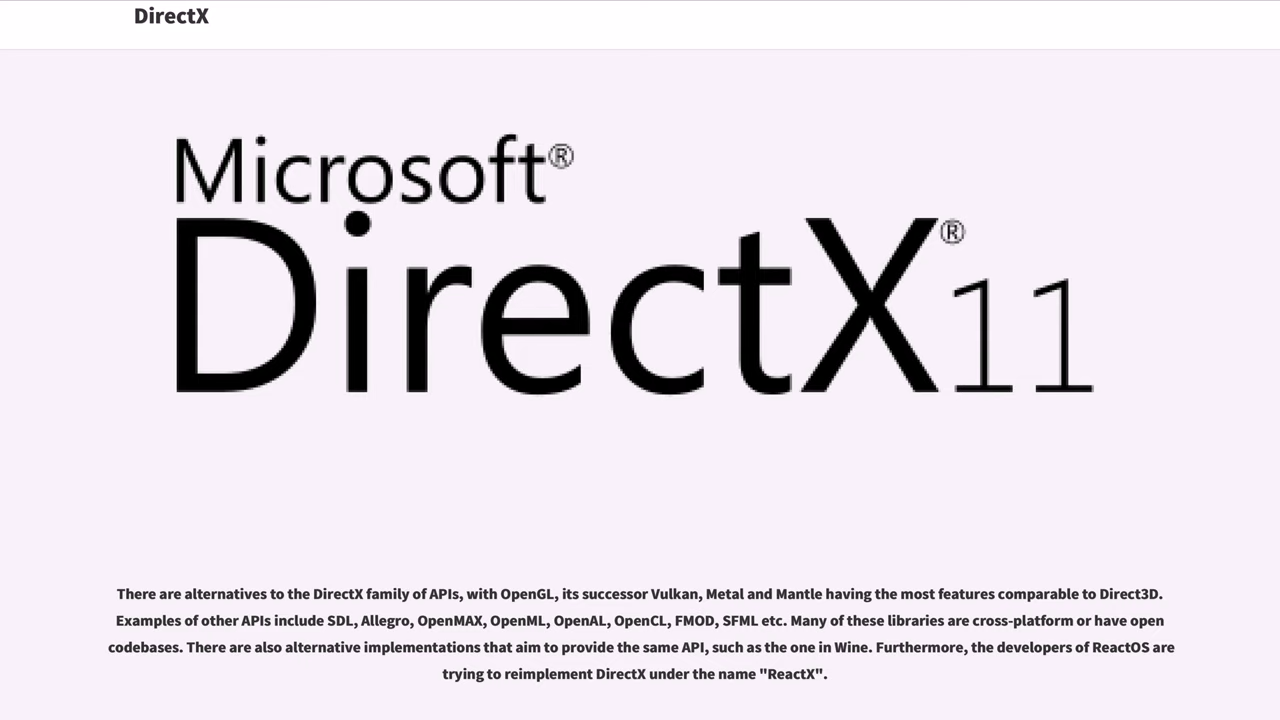 DirectX
Microsoft®
DirectX®11
There are alternatives to the DirectX family of APIs, with OpenGL, its successor Vulkan, Metal and Mantle having the most features comparable to Direct3D.
Examples of other APIs include SDL, Allegro, OpenMAX, OpenML, OpenAL, OpenCL, FMOD, SFML etc. Many of these libraries are cross-platform or have open
codebases. There are also alternative implementations that aim to provide the same API, such as the one in Wine. Furthermore, the developers of ReactOS are
trying to reimplement DirectX under the name "ReactX".